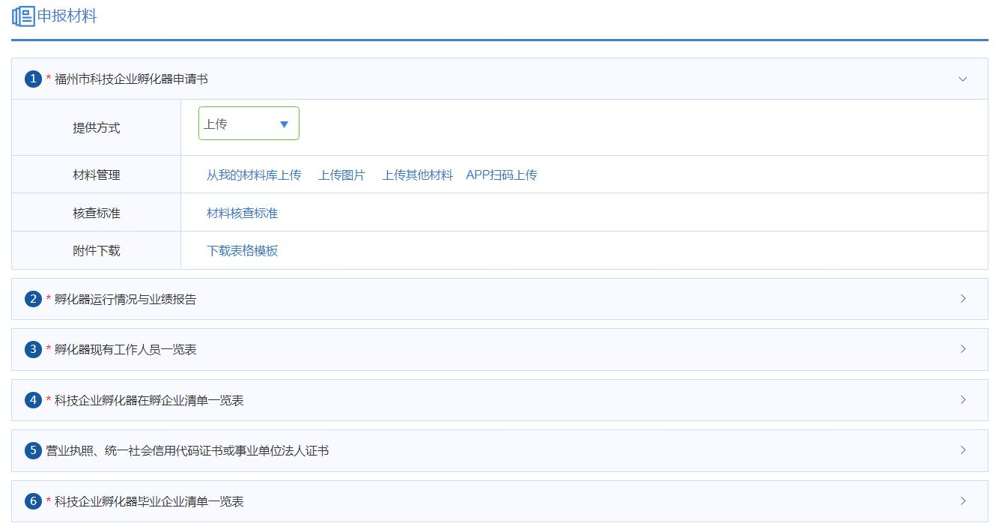 申报材料
1 * 福州市科技企业孵化器申请书
提供方式 上传
材料管理 从我的材料库上传 上传图片 上传其他材料 APP扫码上传
核查标准 材料核查标准
附件下载 下载表格模板
2 * 孵化器运行情况与业绩报告
3 * 孵化器现有工作人员一览表
4 * 科技企业孵化器在孵企业清单一览表
5 营业执照、统一社会信用代码证书或事业单位法人证书
6 * 科技企业孵化器毕业企业清单一览表